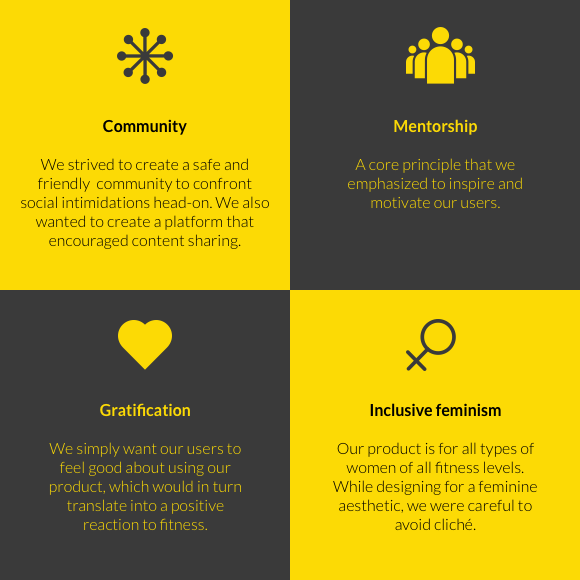 Community
We strived to create a safe and
friendly  community to confront
social intimidations head-on. We also
wanted to create a platform that
encouraged content sharing.
Mentorship
A core principle that we
emphasized to inspire and
motivate our users.
Gratification
We simply want our users to
feel good about using our
product, which would in turn
translate into a positive
reaction to fitness.
Inclusive feminism
Our product is for all types of
women of all fitness levels.
While designing for a feminine
aesthetic, we were careful to
avoid cliché.